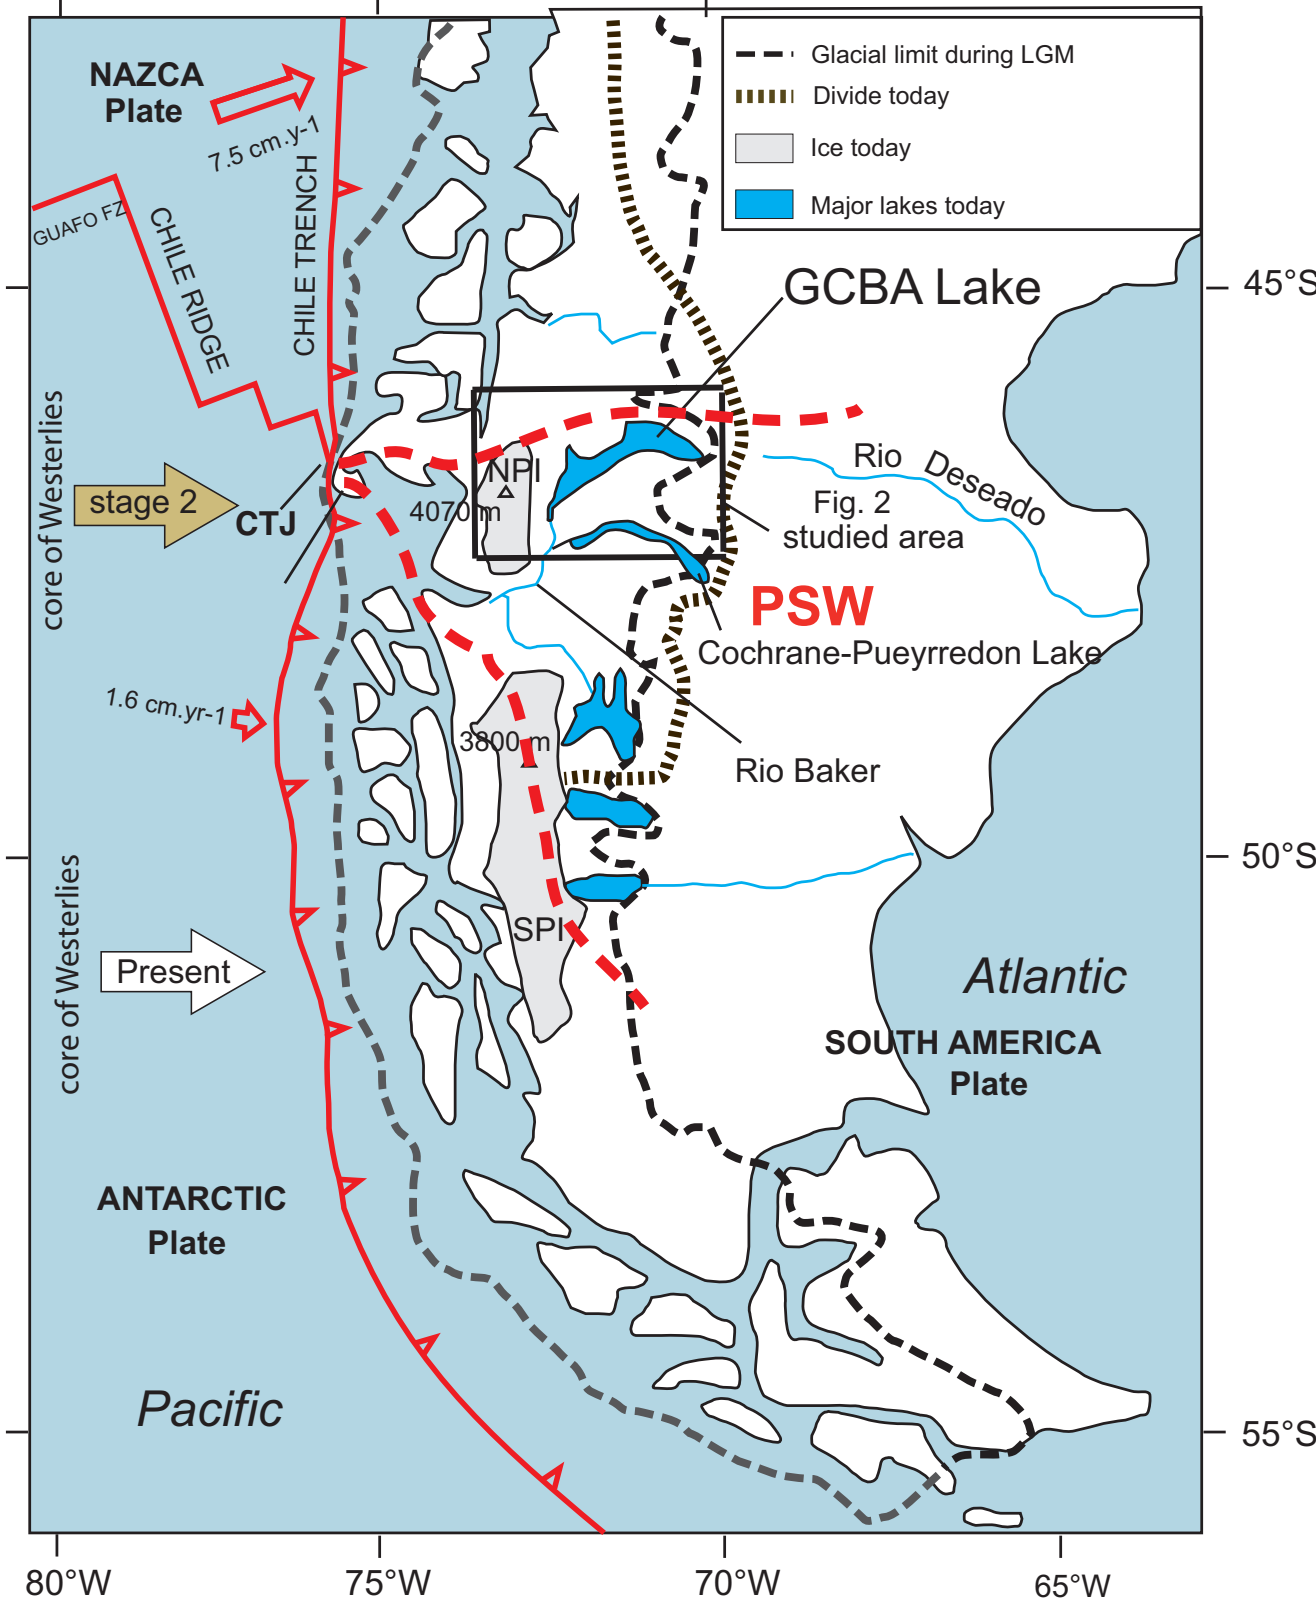 NAZCA
Plate
7.5 cm.y-1
Glacial limit during LGM
Divide today
Ice today
Major lakes today
GUAFO FZ
CHILE RIDGE
CHILE TRENCH
GCBA Lake
45°S
core of Westerlies
stage 2
CTJ
NPI
4070 m
Rio Deseado
Fig. 2
studied area
PSW
Cochrane-Pueyrredon Lake
1.6 cm.yr-1
3800 m
Rio Baker
50°S
core of Westerlies
Present
SPI
Atlantic
SOUTH AMERICA
Plate
ANTARCTIC
Plate
Pacific
55°S
80°W
75°W
70°W
65°W